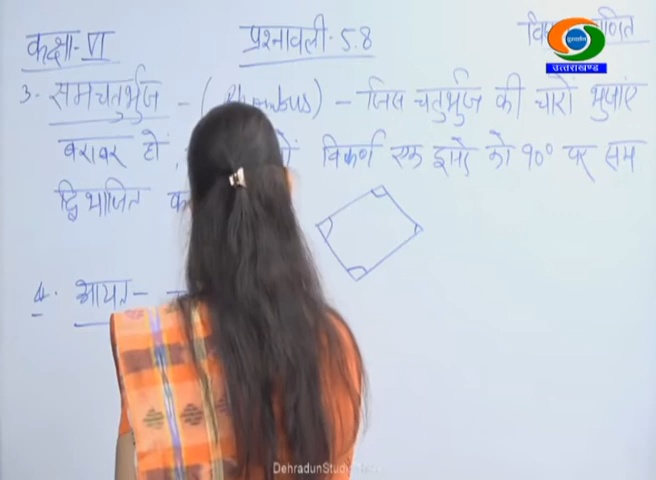 कक्षा-VI प्रश्नावली-5.8
उत्तराखण्ड
3- समचतुर्भुज - (Rhombus) - जिस चतुर्भुज की चारों भुजाएं
बराबर हों, विकर्ण एक दूसरे को 90° पर सम
द्विभाजित
4. आयत-